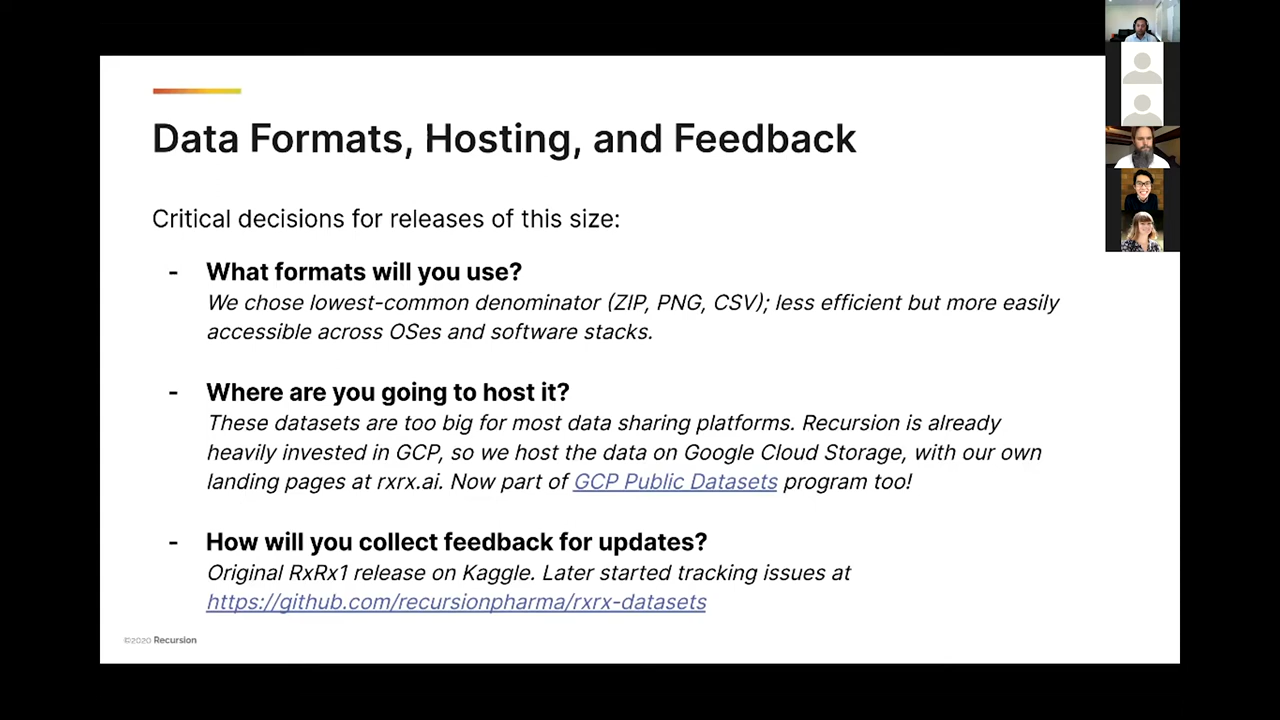 Data Formats, Hosting, and Feedback
Critical decisions for releases of this size:
- What formats will you use?
We chose lowest-common denominator (ZIP, PNG, CSV); less efficient but more easily
accessible across OSes and software stacks.
- Where are you going to host it?
These datasets are too big for most data sharing platforms. Recursion is already
heavily invested in GCP, so we host the data on Google Cloud Storage, with our own
landing pages at rxrx.ai. Now part of GCP Public Datasets program too!
- How will you collect feedback for updates?
Original RxRx1 release on Kaggle. Later started tracking issues at
https://github.com/recursionpharma/rxrx-datasets
©2020 Recursion